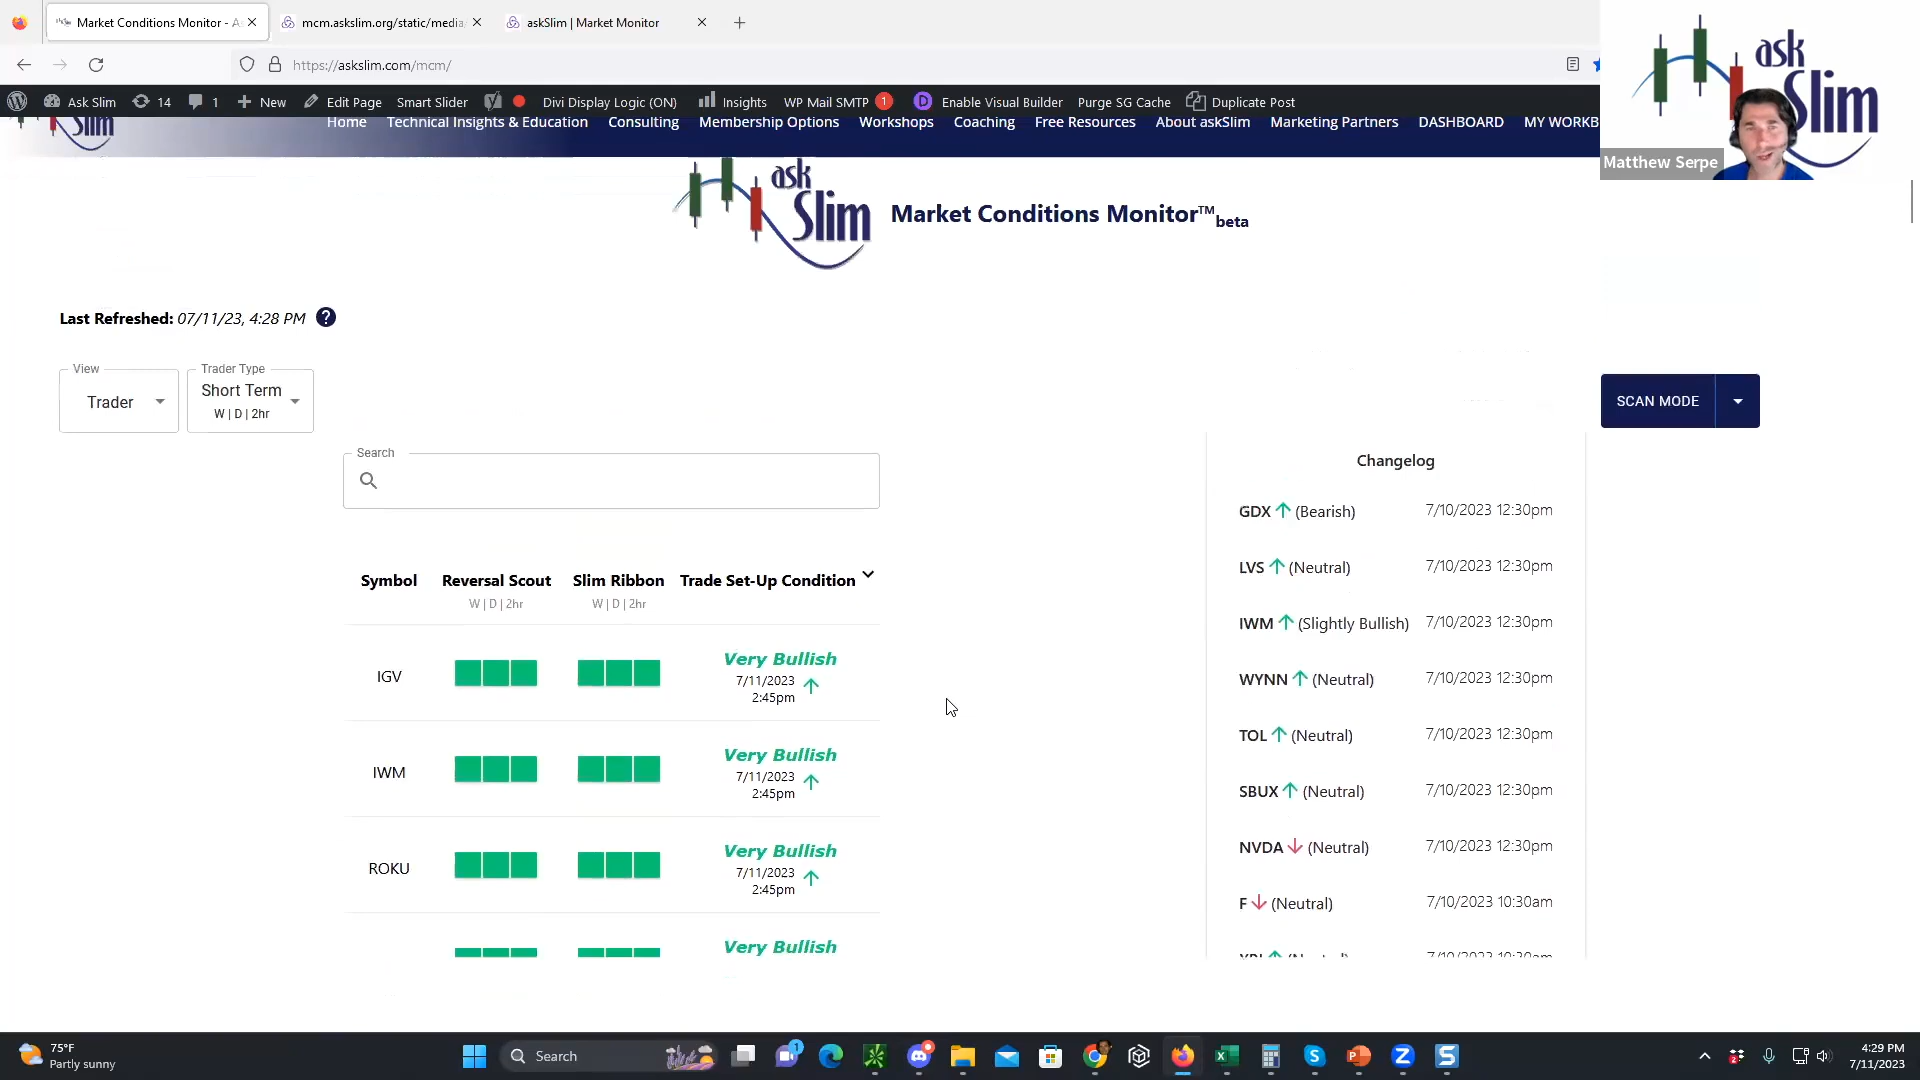 Market Conditions Monitor - A
mcm.askslim.org/static/media
askSlim | Market Monitor
https://askslim.com/mcm/
Ask Slim
14
1
New
Edit Page
Smart Slider
Divi Display Logic (ON)
Insights
WP Mail SMTP
1
Enable Visual Builder
Purge SG Cache
Duplicate Post
Slim
Home
Technical Insights & Education
Consulting
Membership Options
Workshops
Coaching
Free Resources
About askSlim
Marketing Partners
DASHBOARD
MY WORKB
ask
Slim
Matthew Serpe
ask
Slim
Market Conditions Monitor™beta
Last Refreshed: 07/11/23, 4:28 PM
?
View
Trader
Trader Type
Short Term
W | D | 2hr
SCAN MODE
Search
Symbol
Reversal Scout
W | D | 2hr
Slim Ribbon
W | D | 2hr
Trade Set-Up Condition
IGV
Very Bullish
7/11/2023
2:45pm
IWM
Very Bullish
7/11/2023
2:45pm
ROKU
Very Bullish
7/11/2023
2:45pm
Very Bullish
Changelog
GDX ↑ (Bearish) 7/10/2023 12:30pm
LVS ↑ (Neutral) 7/10/2023 12:30pm
IWM ↑ (Slightly Bullish) 7/10/2023 12:30pm
WYNN ↑ (Neutral) 7/10/2023 12:30pm
TOL ↑ (Neutral) 7/10/2023 12:30pm
SBUX ↑ (Neutral) 7/10/2023 12:30pm
NVDA ↓ (Neutral) 7/10/2023 12:30pm
F ↓ (Neutral) 7/10/2023 10:30am
75°F
Partly sunny
Search
1
2
4:29 PM
7/11/2023